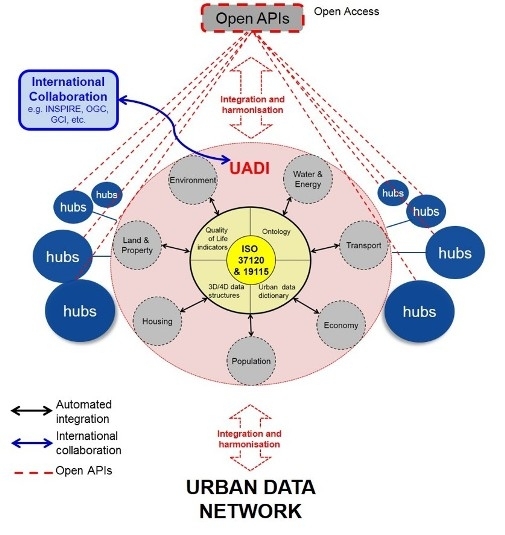 Open APIs
Open Access
International
Collaboration
e.g. INSPIRE, OGC,
GCI, etc.
Integration and
harmonisation
UADI
Environment
Water &
Energy
hubs
hubs
hubs
hubs
Land &
Property
Quality
of Life
indicators
Ontology
Transport
ISO
37120
& 19115
hubs
hubs
3D/4D data
structures
Urban data
dictionary
hubs
hubs
Housing
Economy
Population
Automated
integration
International
collaboration
Open APIs
Integration and
harmonisation
URBAN DATA
NETWORK